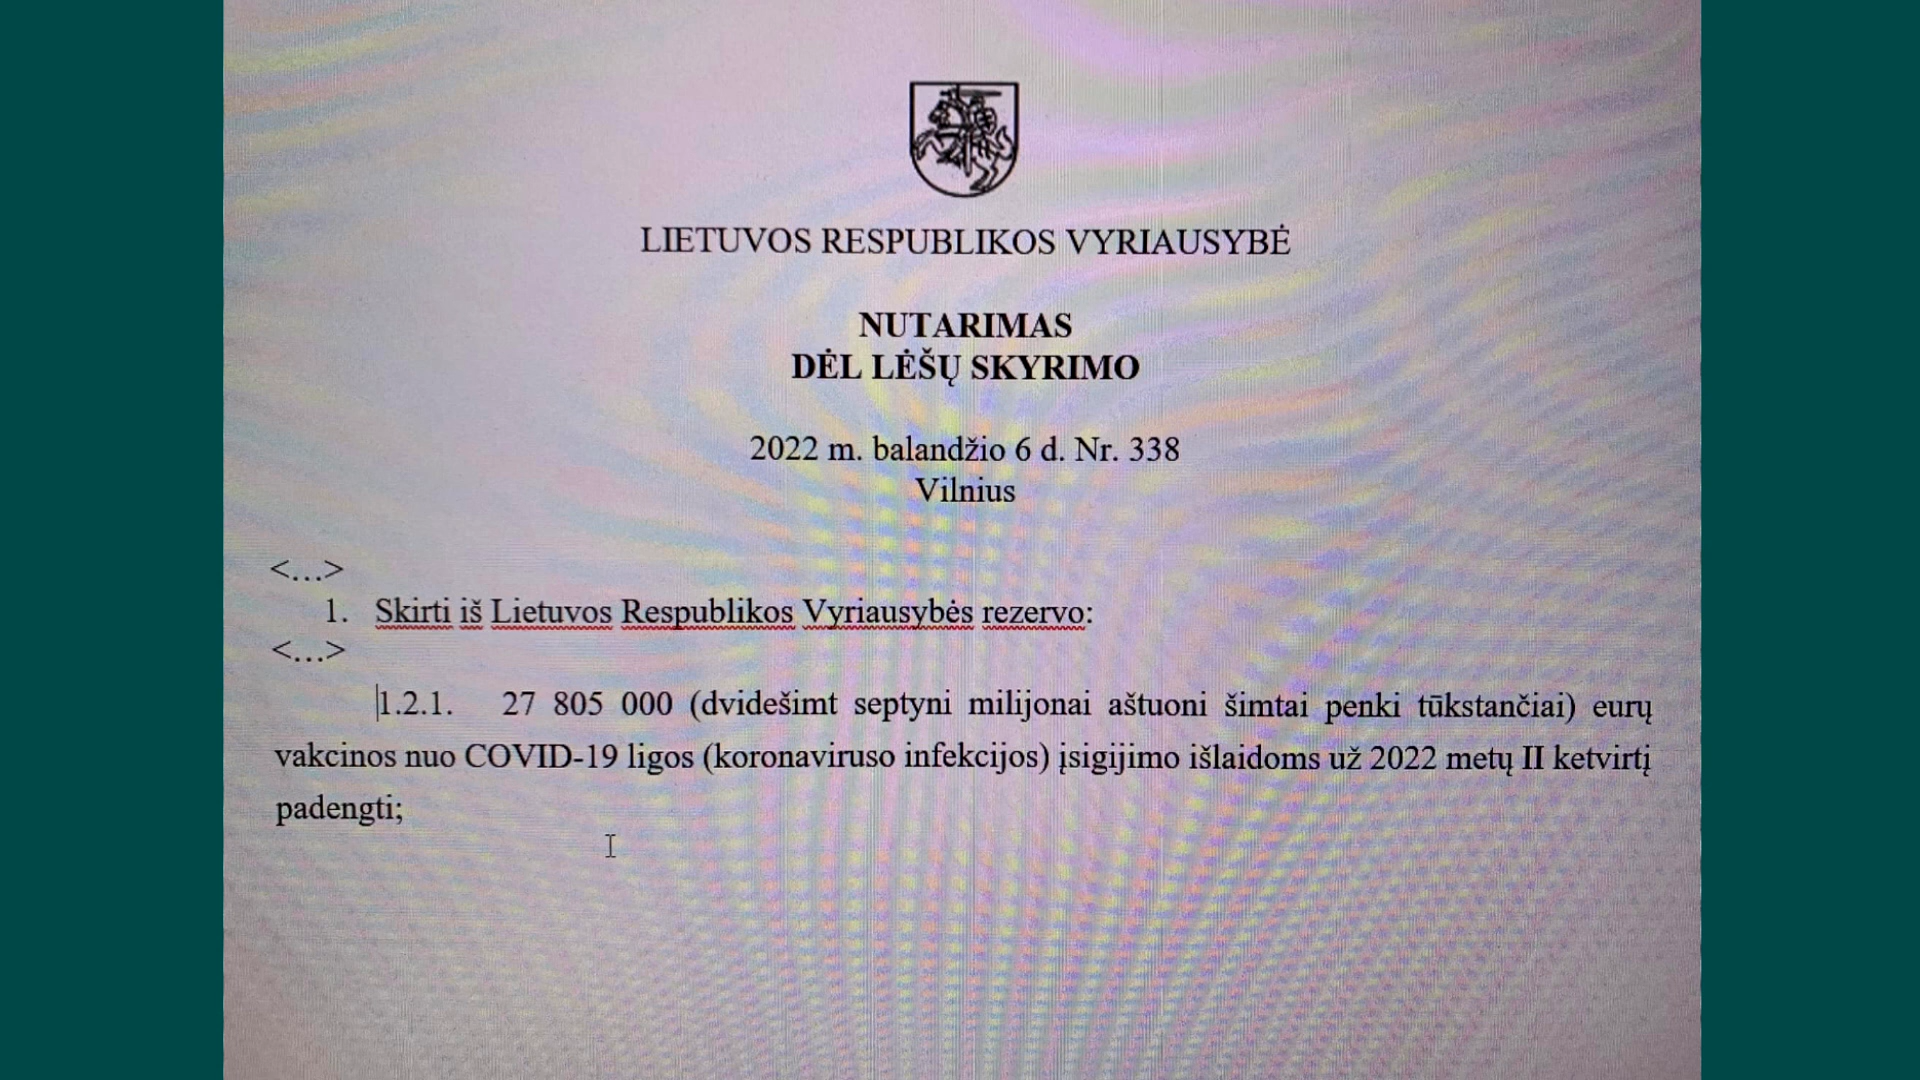 LIETUVOS RESPUBLIKOS VYRIAUSYBĖ
NUTARIMAS
DĖL LĖŠŲ SKYRIMO
2022 m. balandžio 6 d. Nr. 338
Vilnius
<...>
1. Skirti iš Lietuvos Respublikos Vyriausybės rezervo:
<...>
1.2.1. 27 805 000 (dvidešimt septyni milijonai aštuoni šimtai penki tūkstančiai) eurų
vakcinos nuo COVID-19 ligos (koronaviruso infekcijos) įsigijimo išlaidoms už 2022 metų II ketvirtį
padengti;